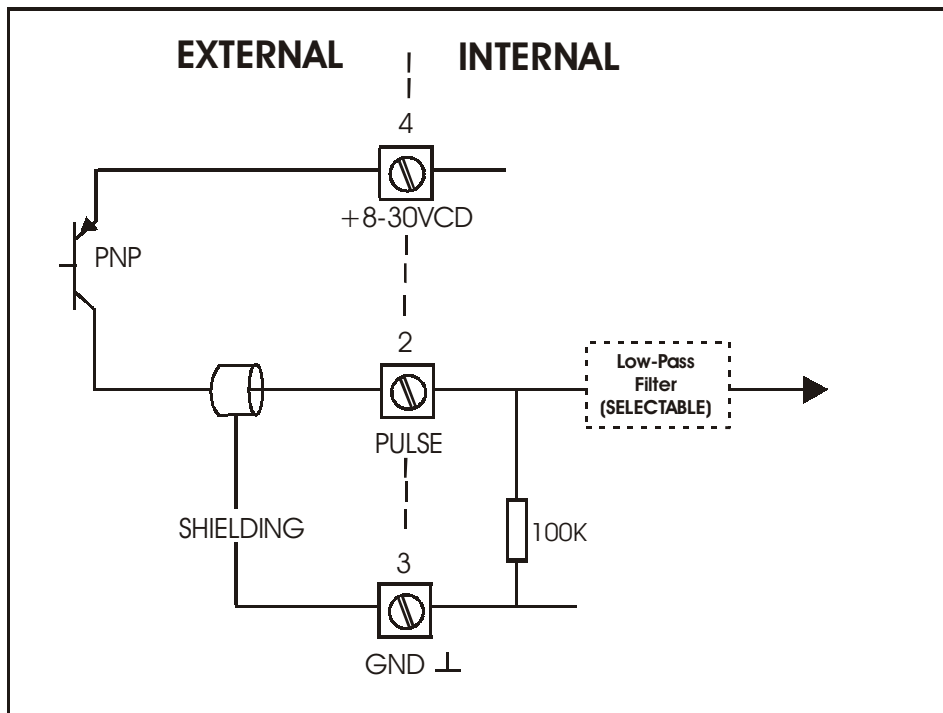 EXTERNAL INTERNAL
4
+8-30VCD
PNP
2
Low-Pass
Filter
(SELECTABLE)
PULSE
SHIELDING
100K
3
GND